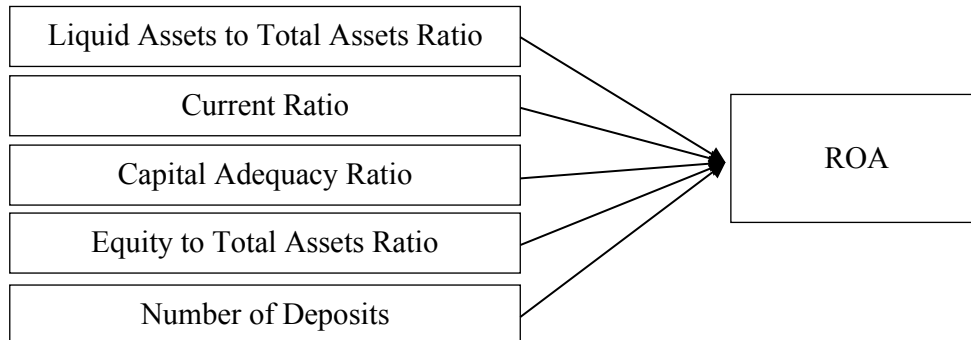 Liquid Assets to Total Assets Ratio
Current Ratio
Capital Adequacy Ratio
Equity to Total Assets Ratio
Number of Deposits
ROA